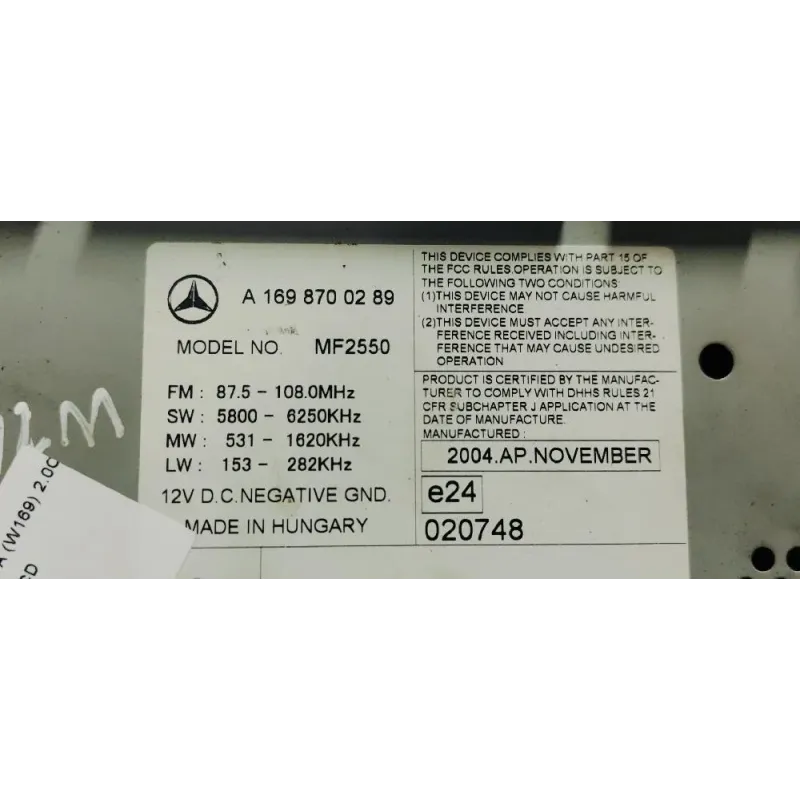 A 169 870 02 89
MODEL NO. MF2550
FM : 87.5 - 108.0MHz
SW : 5800 - 6250KHz
MW : 531 - 1620KHz
LW : 153 - 282KHz
12V D.C.NEGATIVE GND.
MADE IN HUNGARY
THIS DEVICE COMPLIES WITH PART 15 OF
THE FCC RULES.OPERATION IS SUBJECT TO
THE FOLLOWING TWO CONDITIONS:
(1)THIS DEVICE MAY NOT CAUSE HARMFUL
INTERFERENCE
(2)THIS DEVICE MUST ACCEPT ANY INTER-
FERENCE RECEIVED INCLUDING INTER-
FERENCE THAT MAY CAUSE UNDESIRED
OPERATION
PRODUCT IS CERTIFIED BY THE MANUFAC-
TURER TO COMPLY WITH DHHS RULES 21
CFR SUBCHAPTER J APPLICATION AT THE
DATE OF MANUFACTURE.
MANUFACTURED :
2004.AP.NOVEMBER
e24
020748
A (W169) 2.0C
CD